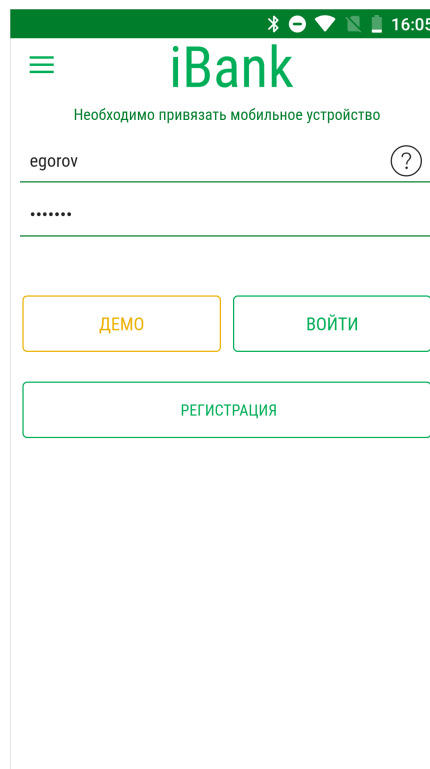 16:05
iBank
Необходимо привязать мобильное устройство
egorov
?
•••••••
ДЕМО
ВОЙТИ
РЕГИСТРАЦИЯ